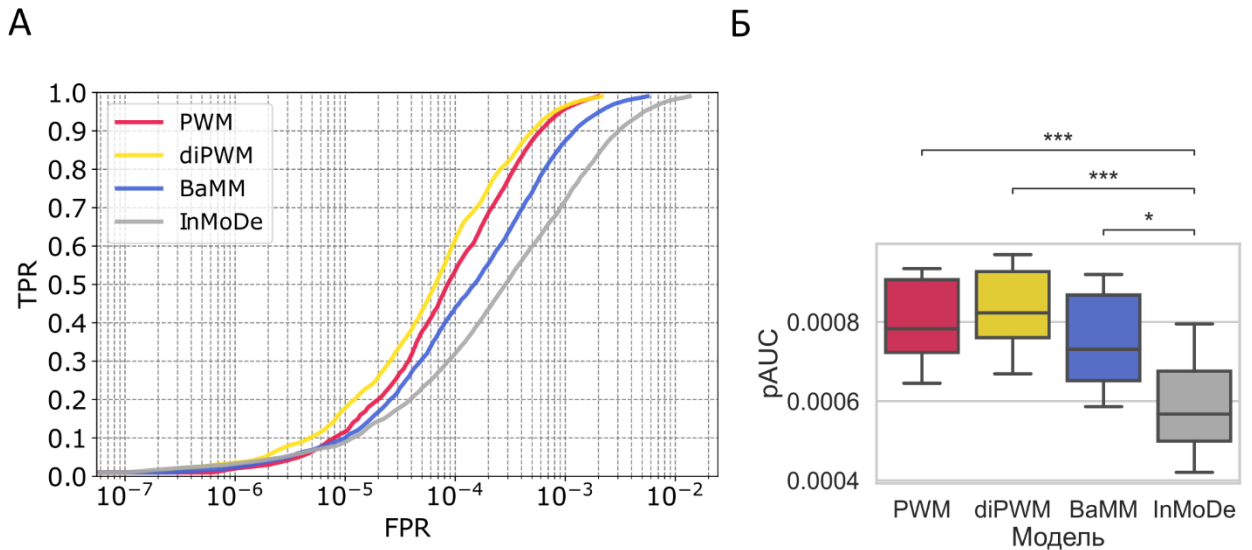 А
Б
TPR
1.0
0.9
0.8
0.7
0.6
0.5
0.4
0.3
0.2
0.1
0.0
PWM
diPWM
BaMM
InMoDe
10⁻⁷ 10⁻⁶ 10⁻⁵ 10⁻⁴ 10⁻³ 10⁻²
FPR
***
***
*
pAUC
0.0008
0.0006
0.0004
PWM diPWM BaMM InMoDe
Модель